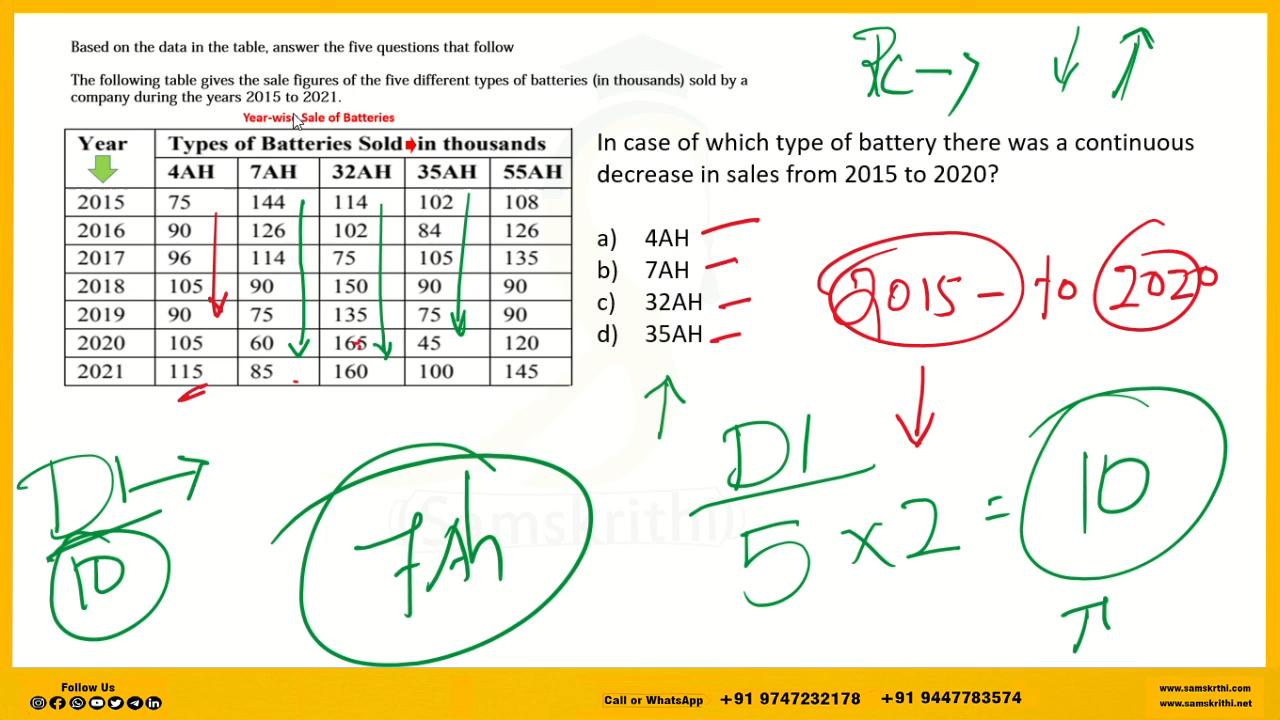 Based on the data in the table, answer the five questions that follow
The following table gives the sale figures of the five different types of batteries (in thousands) sold by a
company during the years 2015 to 2021.
Year-wise Sale of Batteries
Year Types of Batteries Sold in thousands
4AH 7AH 32AH 35AH 55AH
2015 75 144 114 102 108
2016 90 126 102 84 126
2017 96 114 75 105 135
2018 105 90 150 90 90
2019 90 75 135 75 90
2020 105 60 165 45 120
2021 115 85 160 100 145
In case of which type of battery there was a continuous
decrease in sales from 2015 to 2020?
a) 4AH
b) 7AH
c) 32AH
d) 35AH
2015 - to 2020
DI
10
7Ah
DI
5 x 2 = 10
(Samskrithi)
Follow Us
Call or WhatsApp +91 9747232178 +91 9447783574
www.samskrthi.com
www.samskrithi.net